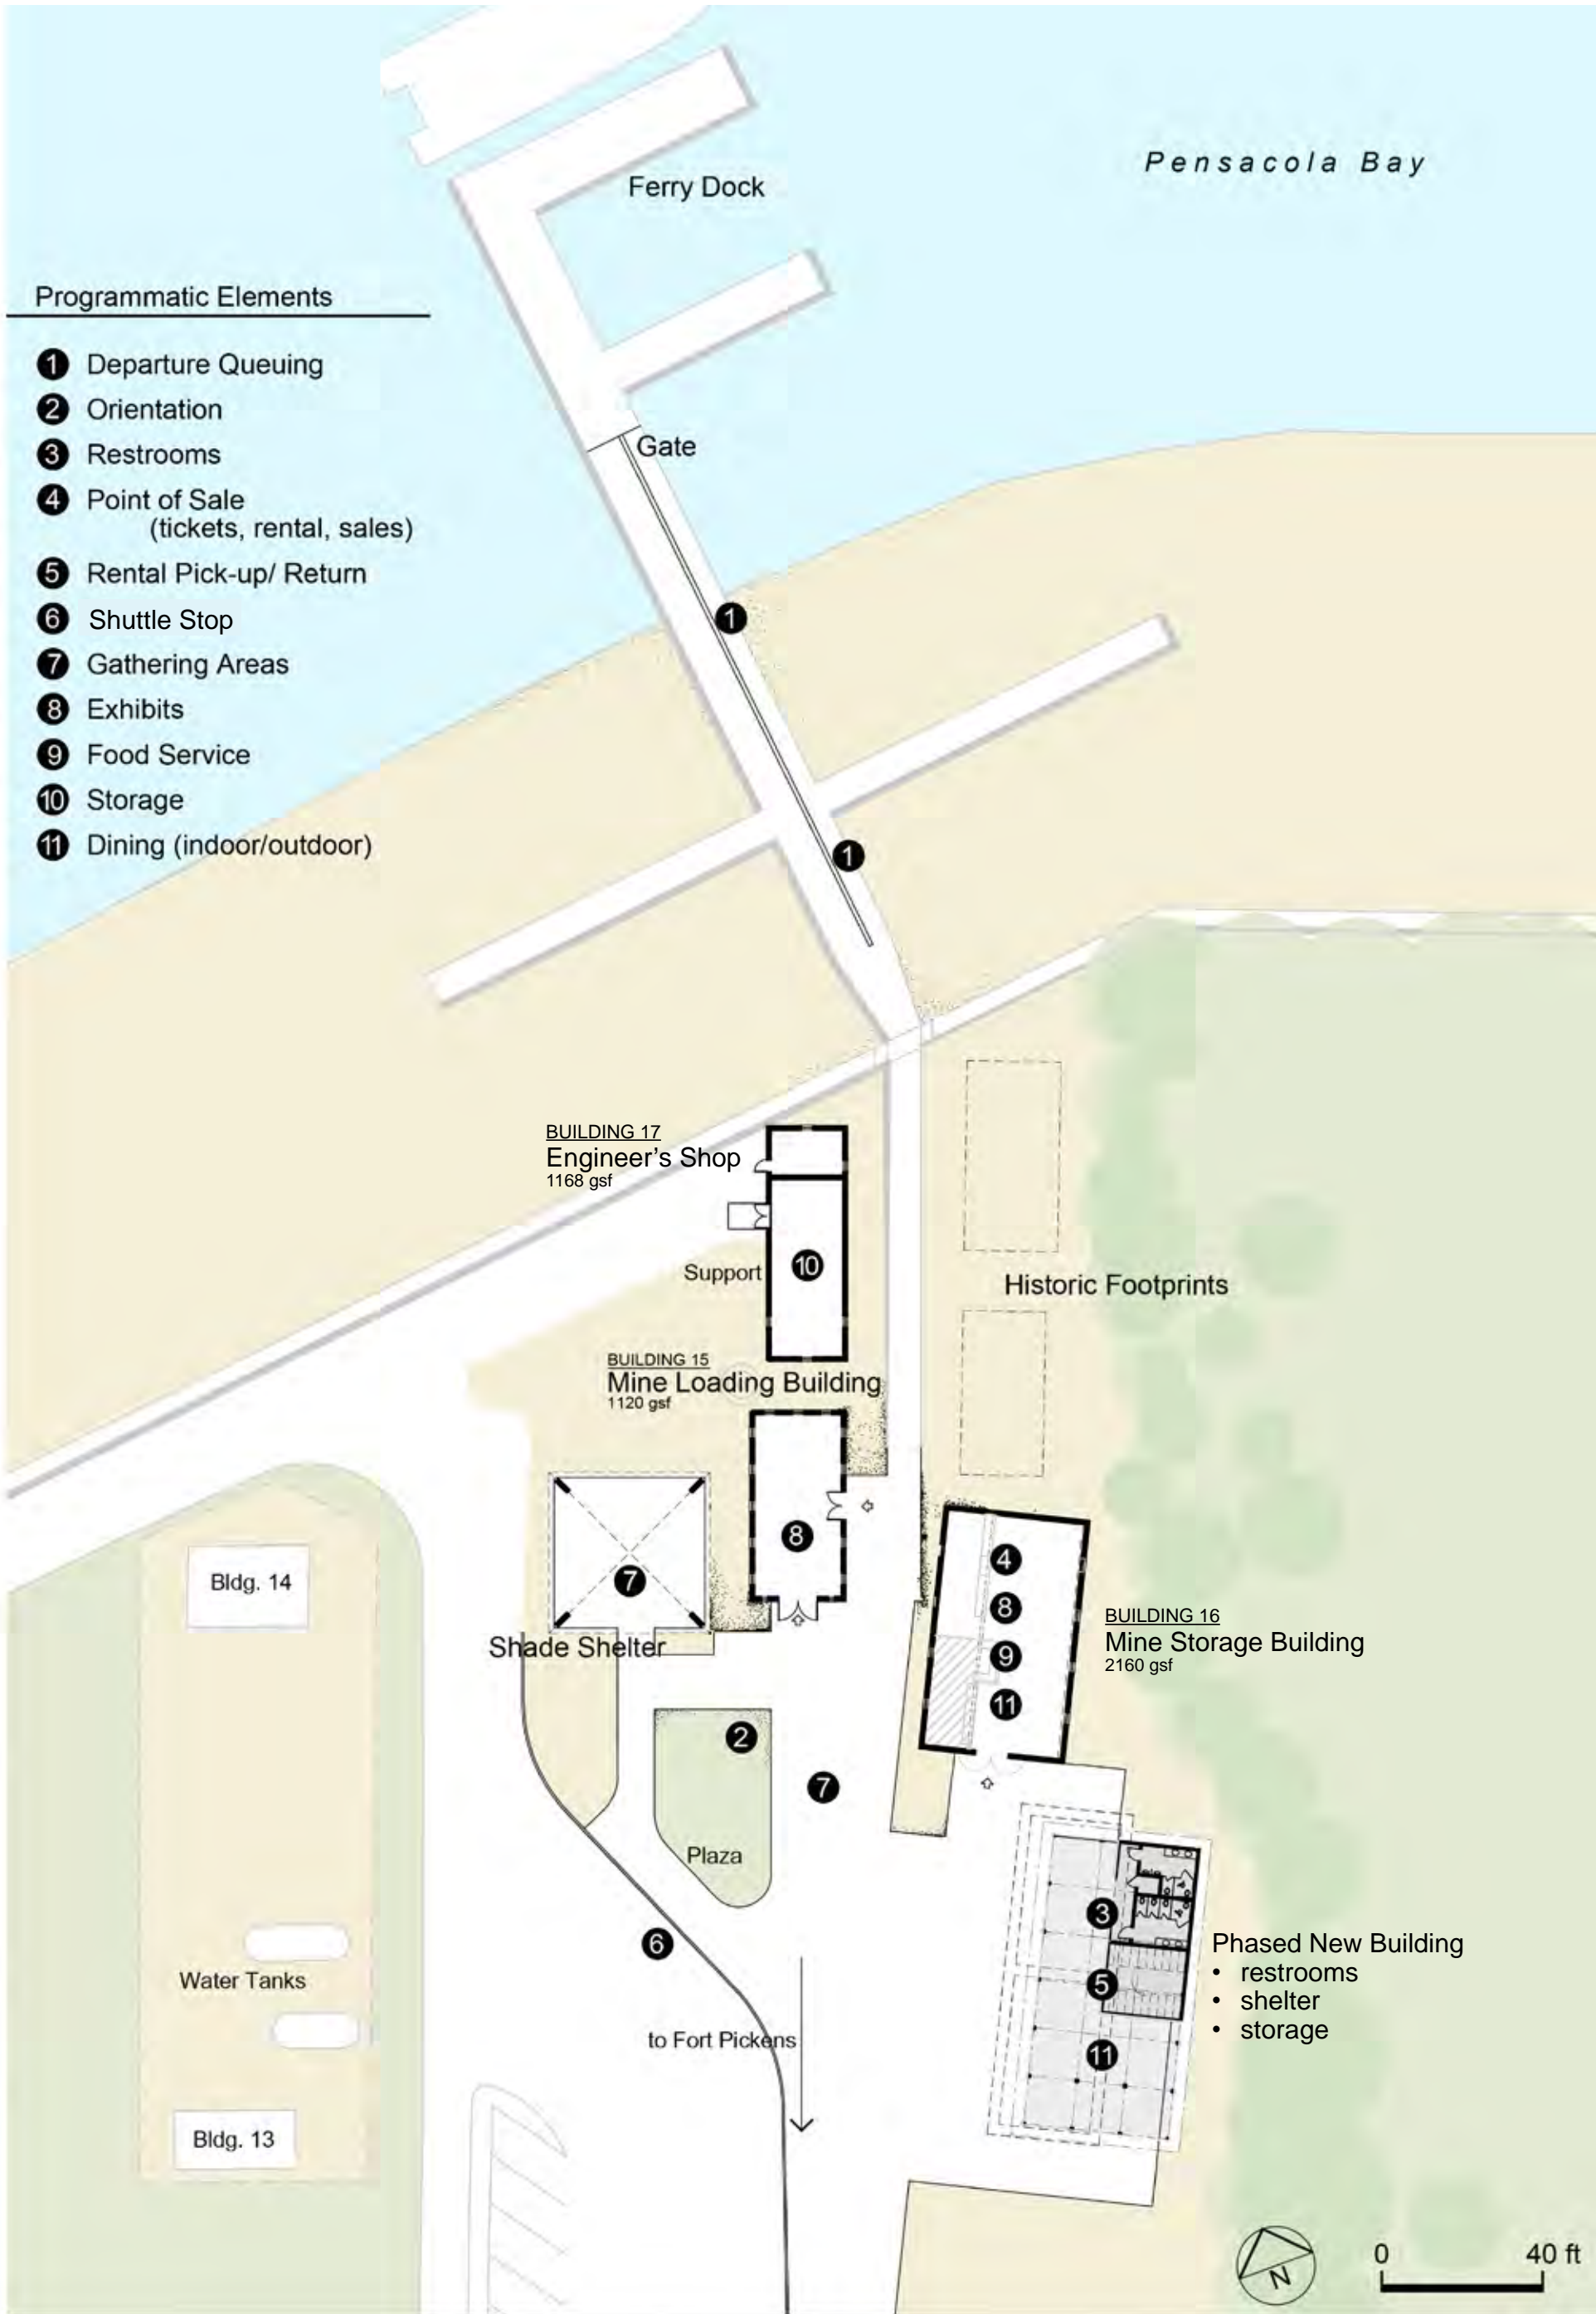 Pensacola Bay
Ferry Dock
Programmatic Elements
1 Departure Queuing
2 Orientation
3 Restrooms
4 Point of Sale
(tickets, rental, sales)
5 Rental Pick-up/ Return
6 Shuttle Stop
7 Gathering Areas
8 Exhibits
9 Food Service
10 Storage
11 Dining (indoor/outdoor)
Gate
1
1
BUILDING 17
Engineer's Shop
1168 gsf
Support
10
Historic Footprints
BUILDING 15
Mine Loading Building
1120 gsf
8
7
Shade Shelter
Bldg. 14
4
8
9
11
BUILDING 16
Mine Storage Building
2160 gsf
2
7
Plaza
6
Water Tanks
to Fort Pickens
Bldg. 13
3
5
11
Phased New Building
• restrooms
• shelter
• storage
N
0 40 ft